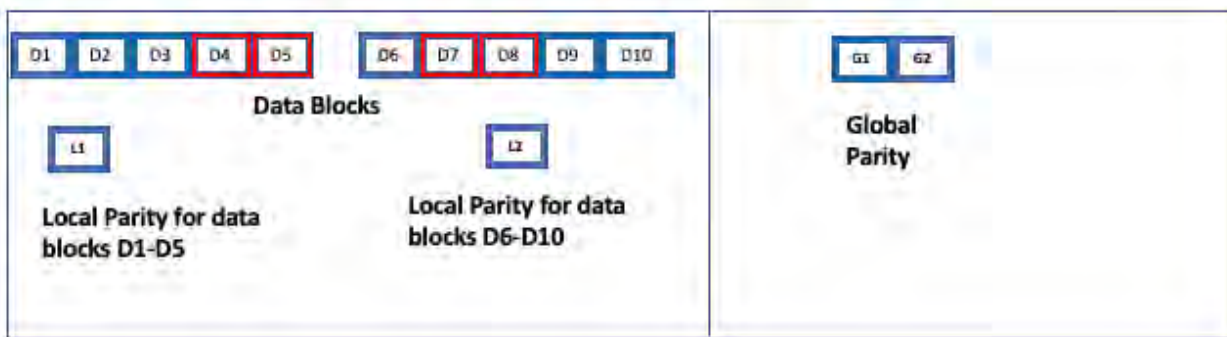 D1 D2 D3 D4 D5 D6 D7 D8 D9 D10 G1 G2
Data Blocks
Global
Parity
L1 L2
Local Parity for data
blocks D1-D5
Local Parity for data
blocks D6-D10